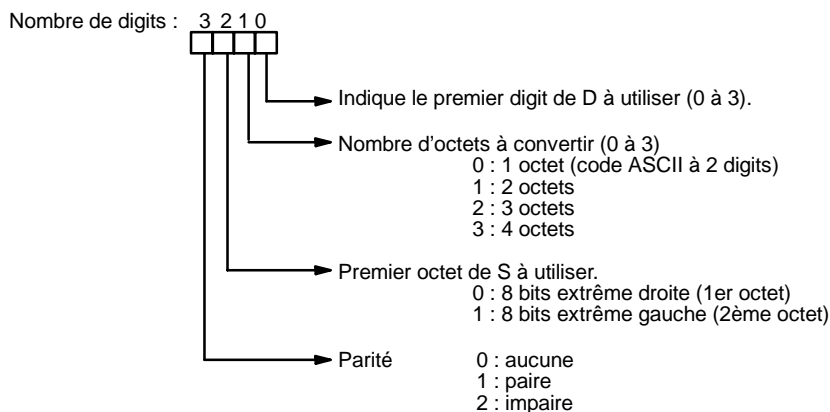 Nombre de digits : 3 2 1 0
Indique le premier digit de D à utiliser (0 à 3).
Nombre d'octets à convertir (0 à 3)
0 : 1 octet (code ASCII à 2 digits)
1 : 2 octets
2 : 3 octets
3 : 4 octets
Premier octet de S à utiliser.
0 : 8 bits extrême droite (1er octet)
1 : 8 bits extrême gauche (2ème octet)
Parité 0 : aucune
1 : paire
2 : impaire